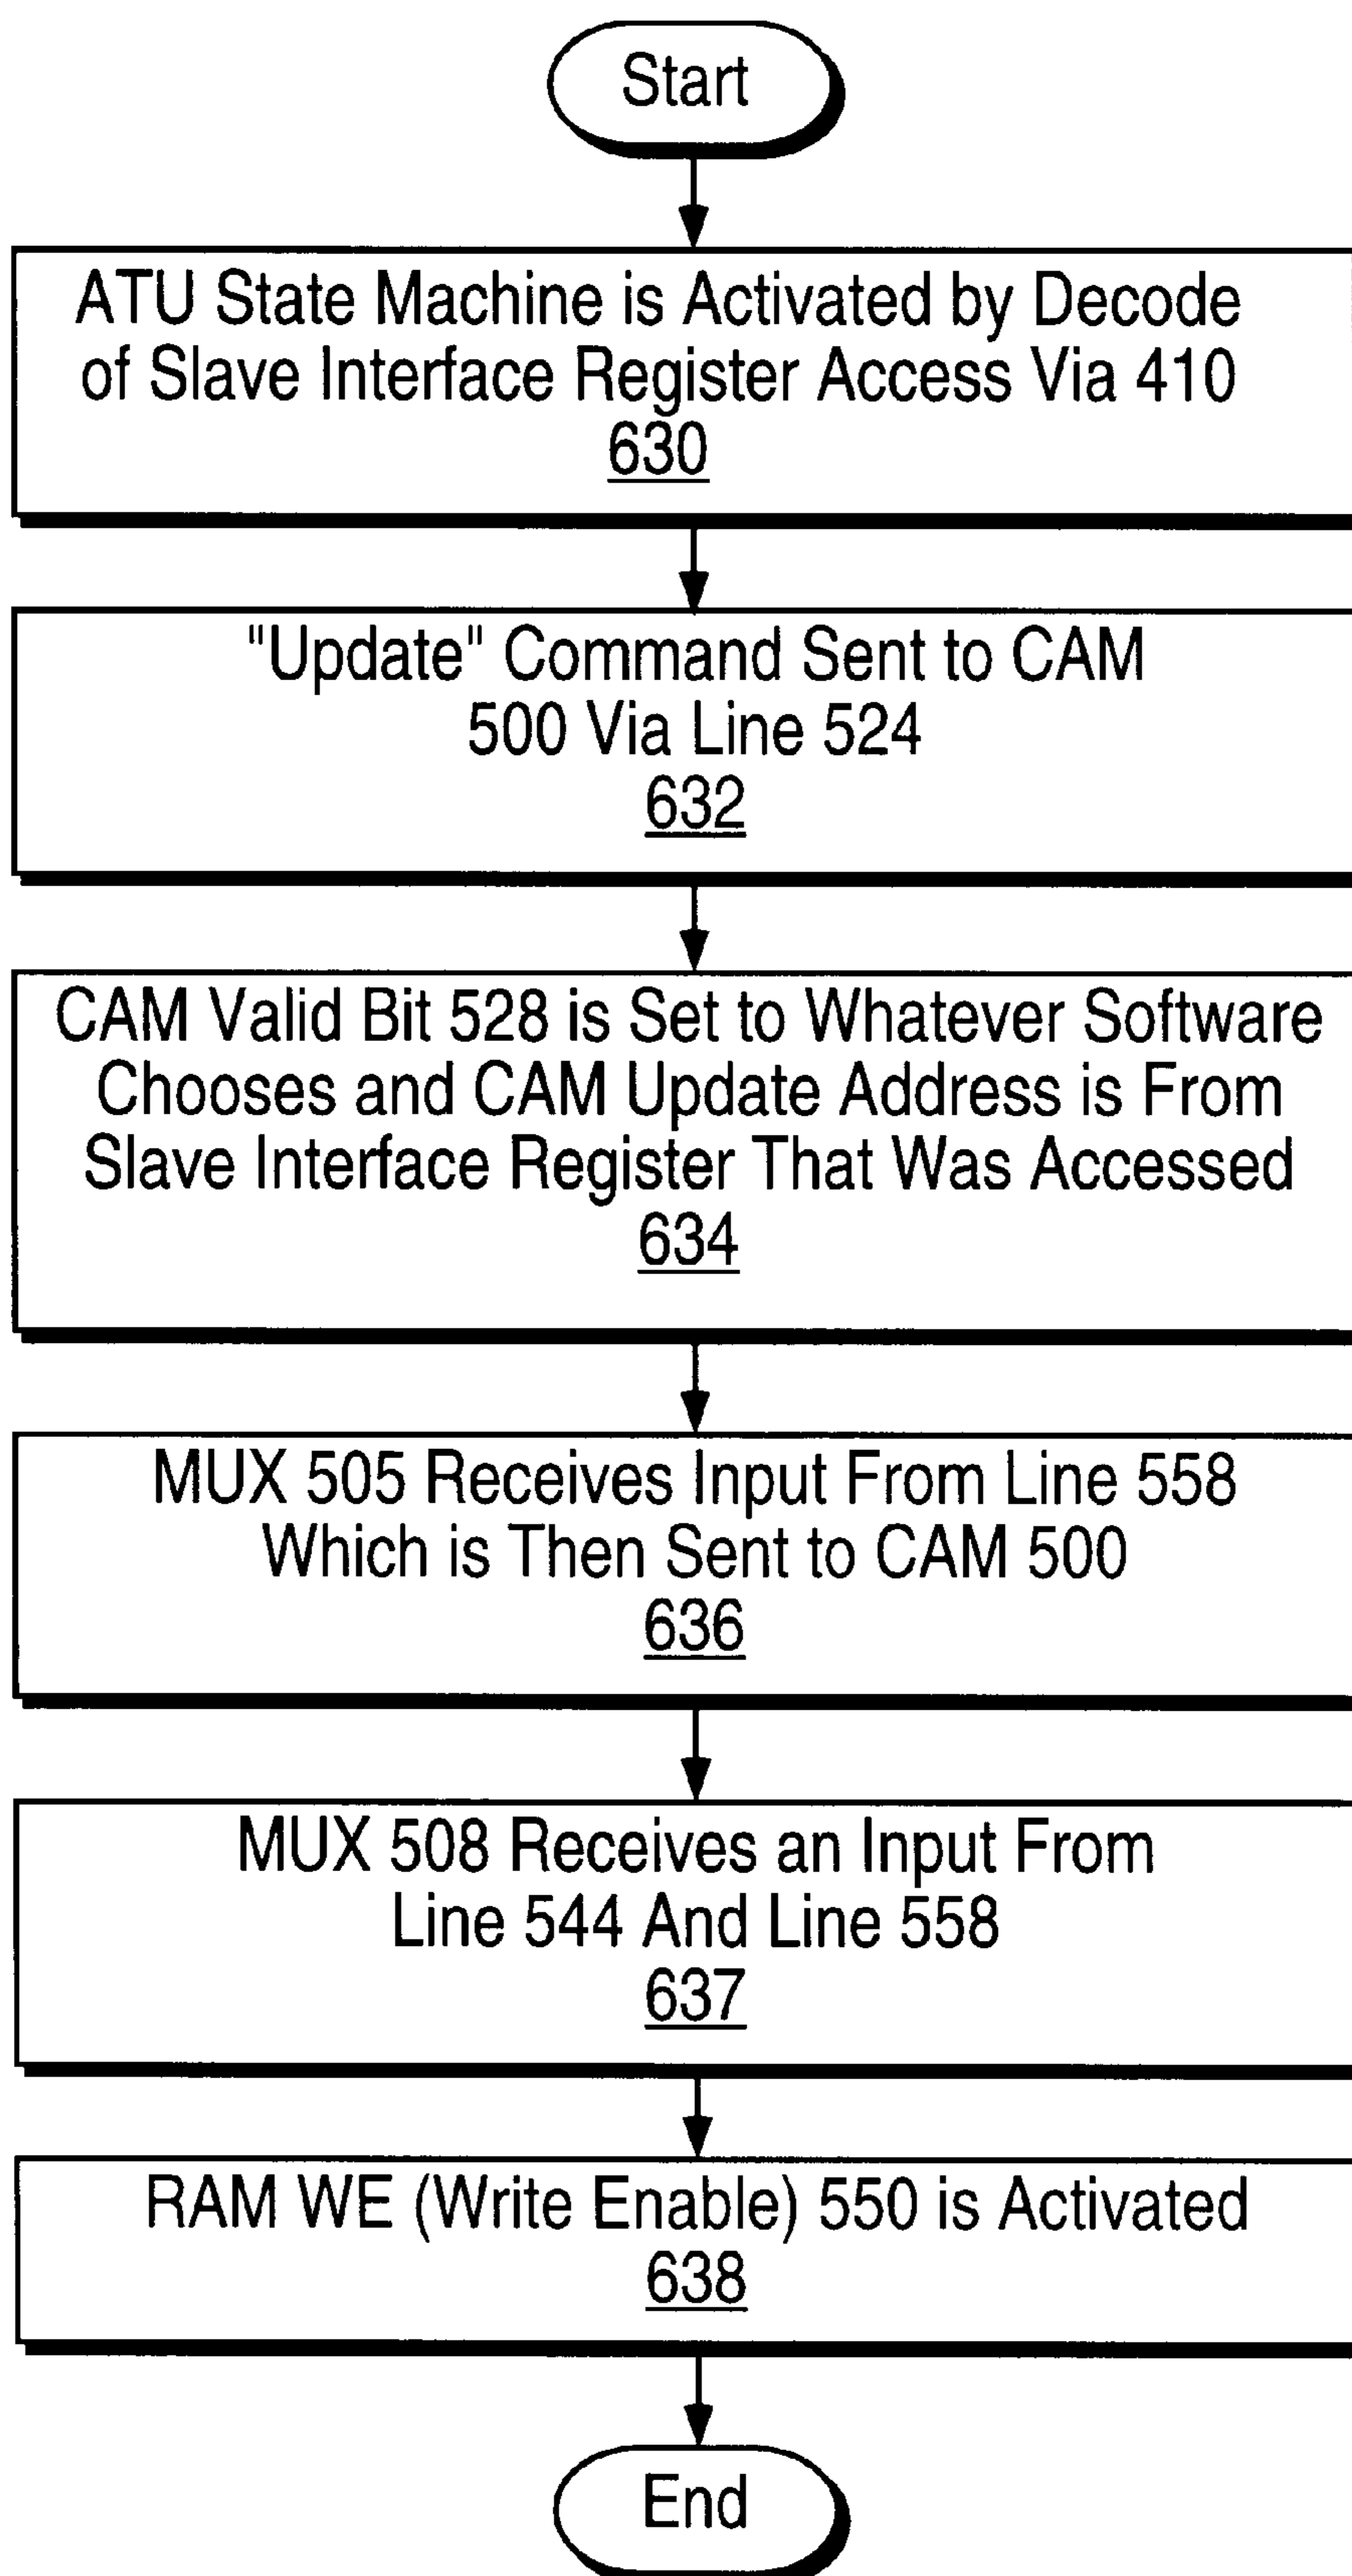 Start
ATU State Machine is Activated by Decode
of Slave Interface Register Access Via 410
630
"Update" Command Sent to CAM
500 Via Line 524
632
CAM Valid Bit 528 is Set to Whatever Software
Chooses and CAM Update Address is From
Slave Interface Register That Was Accessed
634
MUX 505 Receives Input From Line 558
Which is Then Sent to CAM 500
636
MUX 508 Receives an Input From
Line 544 And Line 558
637
RAM WE (Write Enable) 550 is Activated
638
End